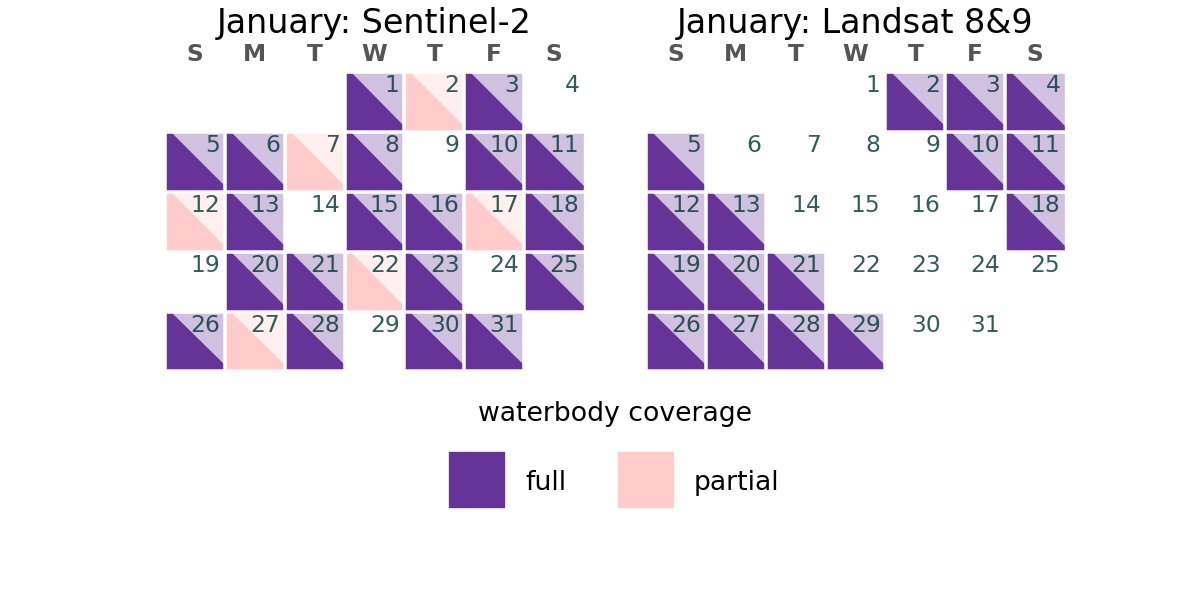 January: Sentinel-2
S M T W T F S
1 2 3 4
5 6 7 8 9 10 11
12 13 14 15 16 17 18
19 20 21 22 23 24 25
26 27 28 29 30 31
January: Landsat 8&9
S M T W T F S
1 2 3 4
5 6 7 8 9 10 11
12 13 14 15 16 17 18
19 20 21 22 23 24 25
26 27 28 29 30 31
waterbody coverage
full partial